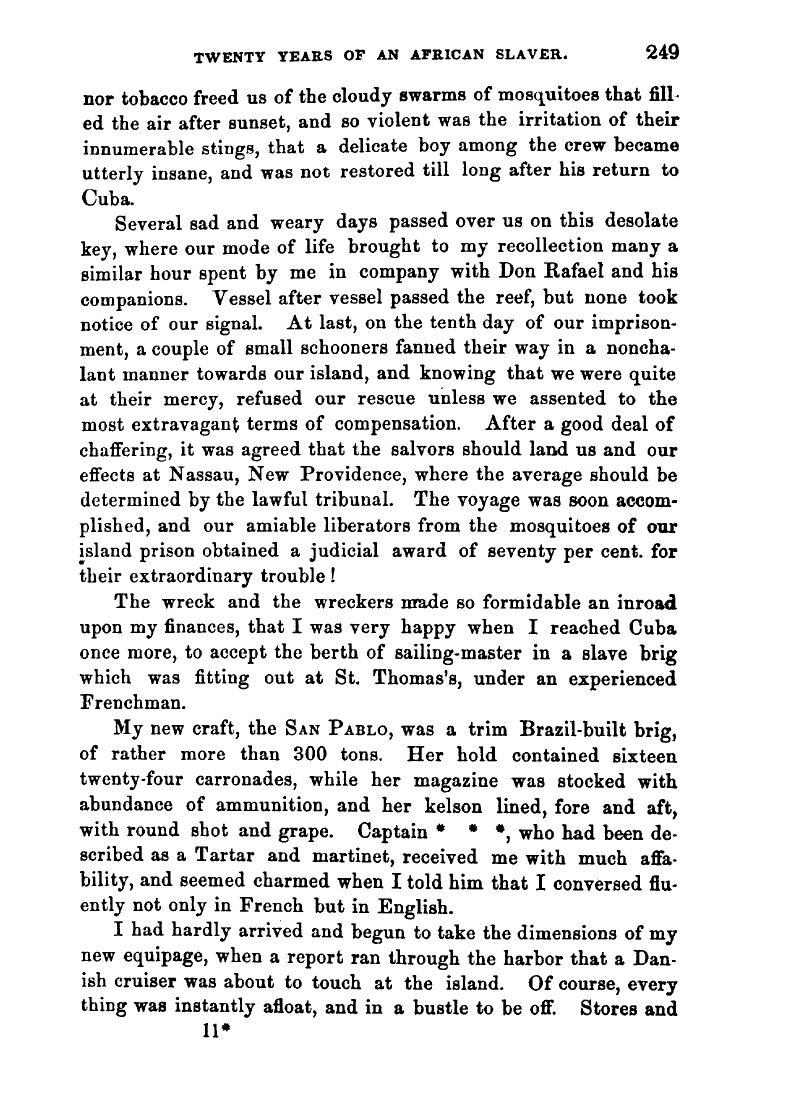 TWENTY YEARS OF AN AFRICAN SLAVER. 249
nor tobacco freed us of the cloudy swarms of mosquitoes that fill-
ed the air after sunset, and so violent was the irritation of their
innumerable stings, that a delicate boy among the crew became
utterly insane, and was not restored till long after his return to
Cuba.
Several sad and weary days passed over us on this desolate
key, where our mode of life brought to my recollection many a
similar hour spent by me in company with Don Rafael and his
companions. Vessel after vessel passed the reef, but none took
notice of our signal. At last, on the tenth day of our imprison-
ment, a couple of small schooners fanned their way in a noncha-
lant manner towards our island, and knowing that we were quite
at their mercy, refused our rescue unless we assented to the
most extravagant terms of compensation. After a good deal of
chaffering, it was agreed that the salvors should land us and our
effects at Nassau, New Providence, where the average should be
determined by the lawful tribunal. The voyage was soon accom-
plished, and our amiable liberators from the mosquitoes of our
island prison obtained a judicial award of seventy per cent. for
their extraordinary trouble!
The wreck and the wreckers made so formidable an inroad
upon my finances, that I was very happy when I reached Cuba
once more, to accept the berth of sailing-master in a slave brig
which was fitting out at St. Thomas's, under an experienced
Frenchman.
My new craft, the SAN PABLO, was a trim Brazil-built brig,
of rather more than 300 tons. Her hold contained sixteen
twenty-four carronades, while her magazine was stocked with
abundance of ammunition, and her kelson lined, fore and aft,
with round shot and grape. Captain * * *, who had been de-
scribed as a Tartar and martinet, received me with much affa-
bility, and seemed charmed when I told him that I conversed flu-
ently not only in French but in English.
I had hardly arrived and begun to take the dimensions of my
new equipage, when a report ran through the harbor that a Dan-
ish cruiser was about to touch at the island. Of course, every
thing was instantly afloat, and in a bustle to be off. Stores and
11*